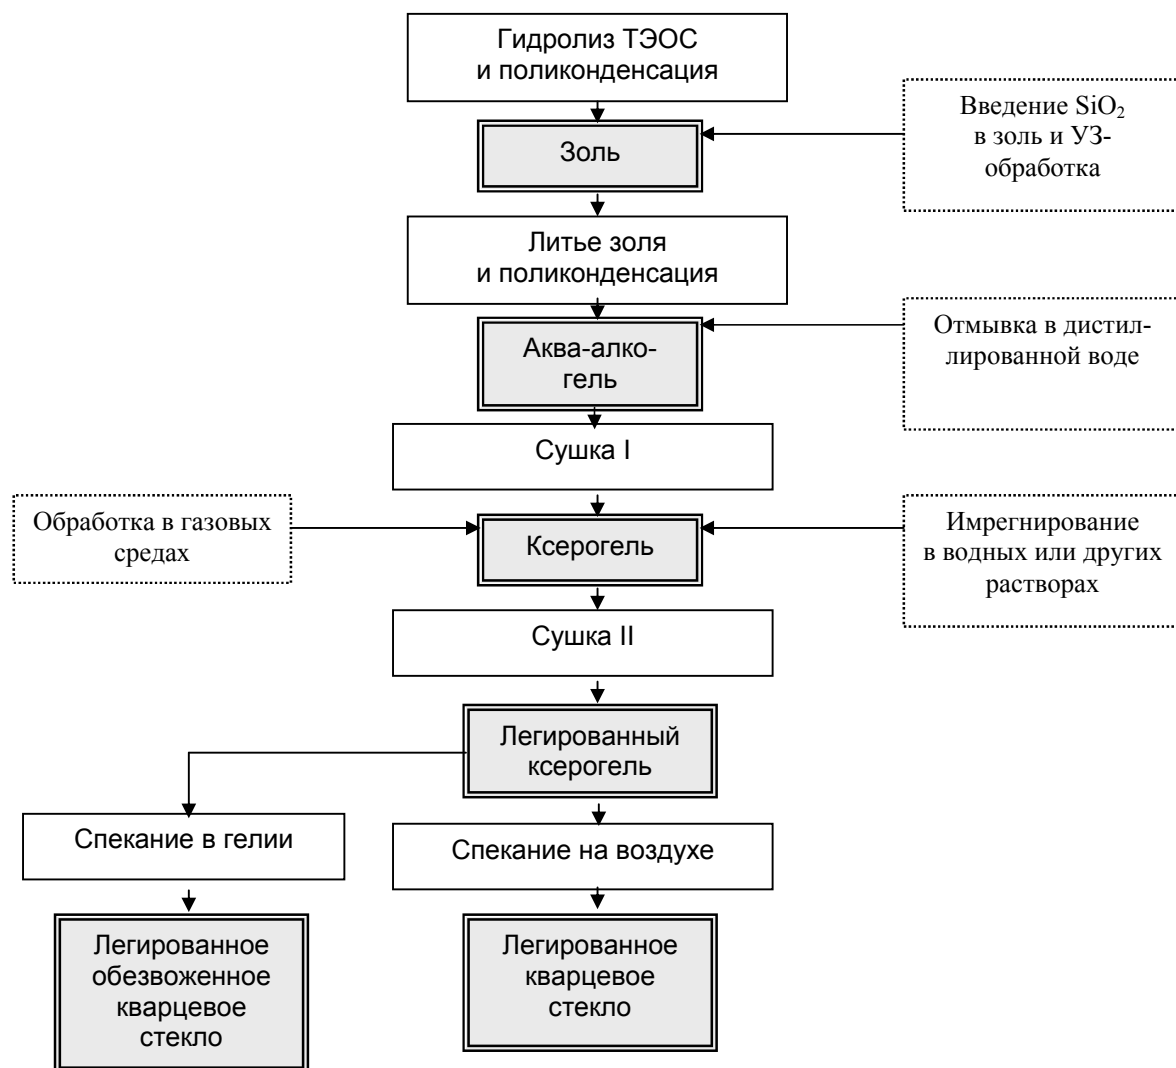 Гидролиз ТЭОС
и поликонденсация
Введение SiO₂
в золь и УЗ-
обработка
Золь
Литье золя
и поликонденсация
Отмывка в дистил-
лированной воде
Аква-алко-
гель
Сушка I
Обработка в газовых
средах
Ксерогель
Имрегнирование
в водных или других
растворах
Сушка II
Легированный
ксерогель
Спекание в гелии
Спекание на воздухе
Легированное
обезвоженное
кварцевое
стекло
Легированное
кварцевое
стекло